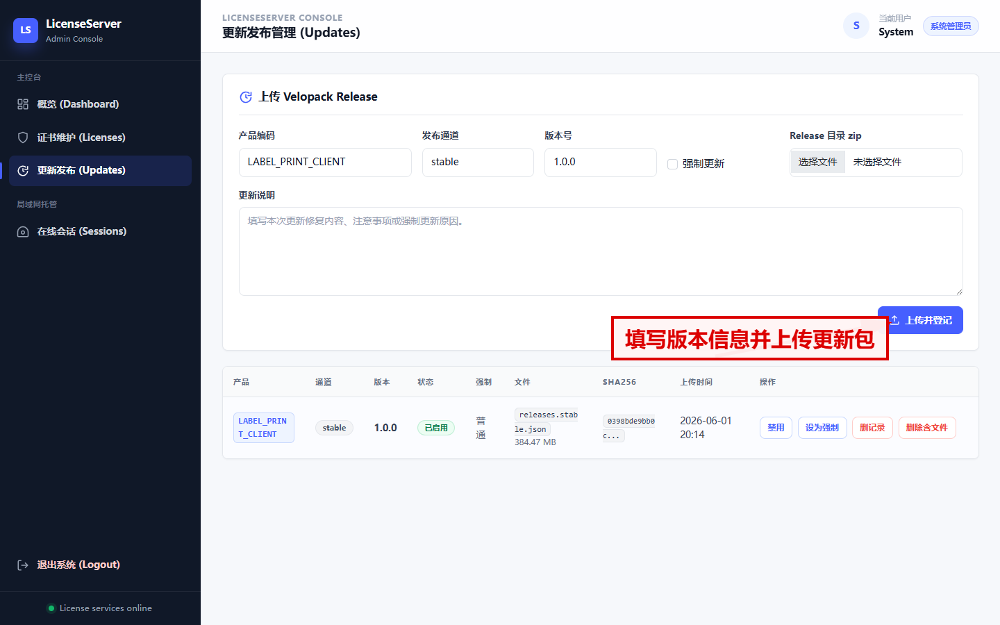 LS
LicenseServer
Admin Console
主控台
概览 (Dashboard)
证书维护 (Licenses)
更新发布 (Updates)
局域网托管
在线会话 (Sessions)
退出系统 (Logout)
License services online
LICENSESERVER CONSOLE
更新发布管理 (Updates)
S
当前用户
System
系统管理员
上传 Velopack Release
产品编码
发布通道
版本号
Release 目录 zip
LABEL_PRINT_CLIENT
stable
1.0.0
强制更新
选择文件
未选择文件
更新说明
填写本次更新修复内容、注意事项或强制更新原因。
上传并登记
填写版本信息并上传更新包
产品
通道
版本
状态
强制
文件
SHA256
上传时间
操作
LABEL_PRIN
T_CLIENT
stable
1.0.0
已启用
普
通
releases.stab
le.json
384.47 MB
0398bde9bb0
c...
2026-06-01
20:14
禁用
设为强制
删记录
删除含文件